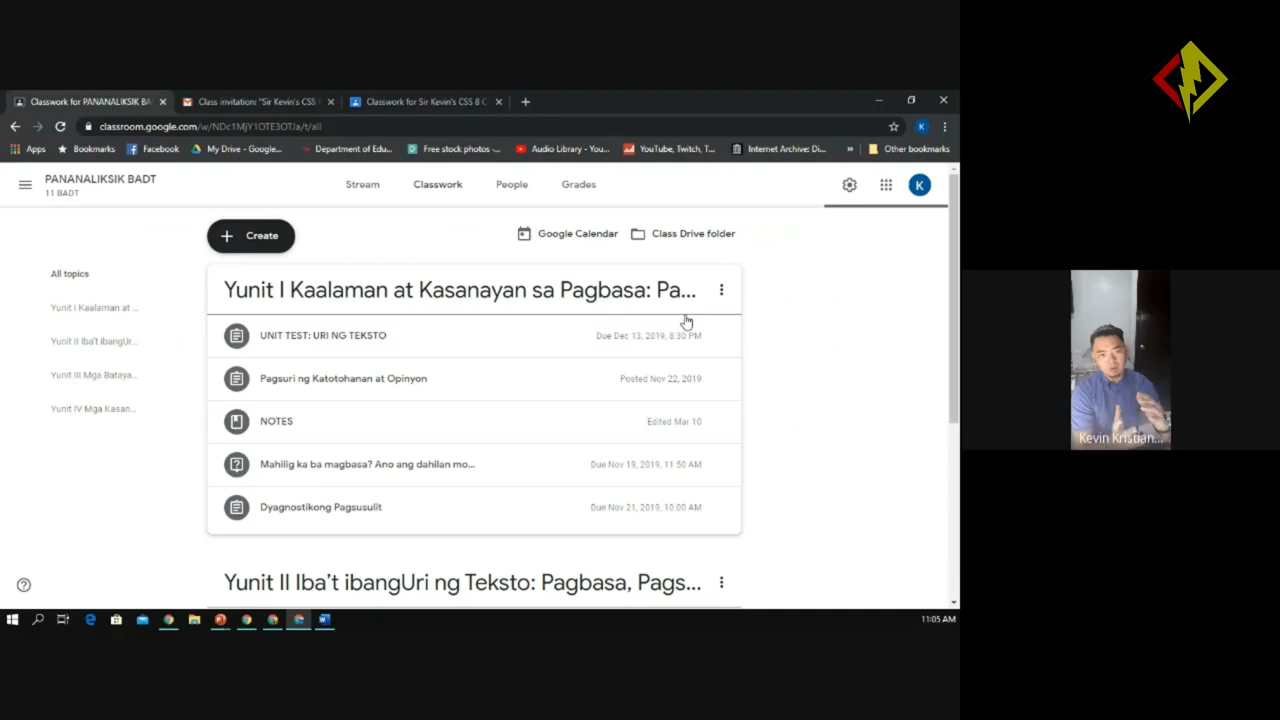 Classwork for PANANALIKSIK BA
Class invitation: "Sir Kevin's CSS
Classwork for Sir Kevin's CSS 8 C
classroom.google.com/w/NDc1MjY1OTE3OTJa/t/all
K
Apps
Bookmarks
Facebook
My Drive - Google...
Department of Edu...
Free stock photos -...
Audio Library - You...
YouTube, Twitch, T...
Internet Archive: Di...
Other bookmarks
PANANALIKSIK BADT
11 BADT
Stream
Classwork
People
Grades
K
Create
Google Calendar
Class Drive folder
All topics
Yunit I Kaalaman at ...
Yunit II Iba't ibangUr...
Yunit III Mga Bataya...
Yunit IV Mga Kasan...
Yunit I Kaalaman at Kasanayan sa Pagbasa: Pa...
UNIT TEST: URI NG TEKSTO
Due Dec 13, 2019, 8:30 PM
Pagsuri ng Katotohanan at Opinyon
Posted Nov 22, 2019
NOTES
Edited Mar 10
Mahilig ka ba magbasa? Ano ang dahilan mo...
Due Nov 19, 2019, 11:50 AM
Dyagnostikong Pagsusulit
Due Nov 21, 2019, 10:00 AM
Yunit II Iba't ibangUri ng Teksto: Pagbasa, Pags...
11:05 AM
Kevin Kristian...